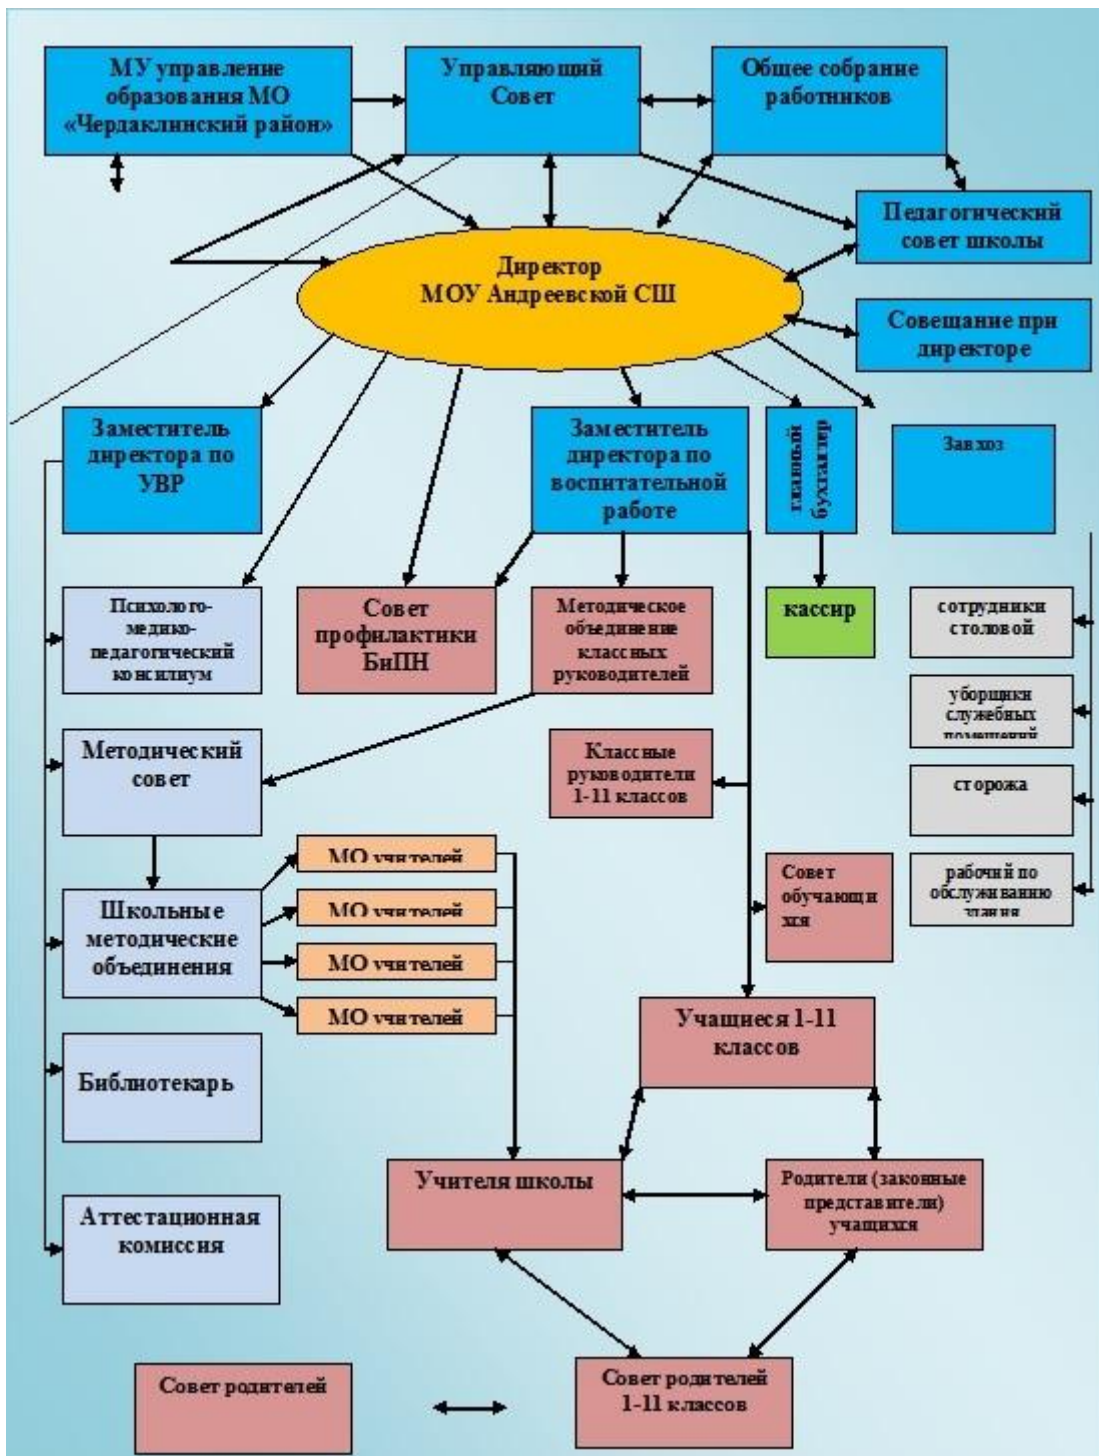 МУ управление
образования МО
«Чердаклинский район»
Управляющий
Совет
Общее собрание
работников
Педагогический
совет школы
Директор
МОУ Андреевской СШ
Совещание при
директоре
Заместитель
директора по
УВР
Заместитель
директора по
воспитательной
работе
главный
бухгалтер
Завхоз
Психолого-
медико-
педагогический
консилиум
Совет
профилактики
БиПН
Методическое
объединение
классных
руководителей
кассир
сотрудники
столовой
уборщики
служебных
помещений
Методический
совет
Классные
руководители
1-11 классов
сторожа
МО учителей
МО учителей
МО учителей
МО учителей
Совет
обучающи
хся
рабочий по
обслуживанию
здания
Школьные
методические
объединения
Учащиеся 1-11
классов
Библиотекарь
Учителя школы
Родители (законные
представители)
учащихся
Аттестационная
комиссия
Совет родителей
Совет родителей
1-11 классов